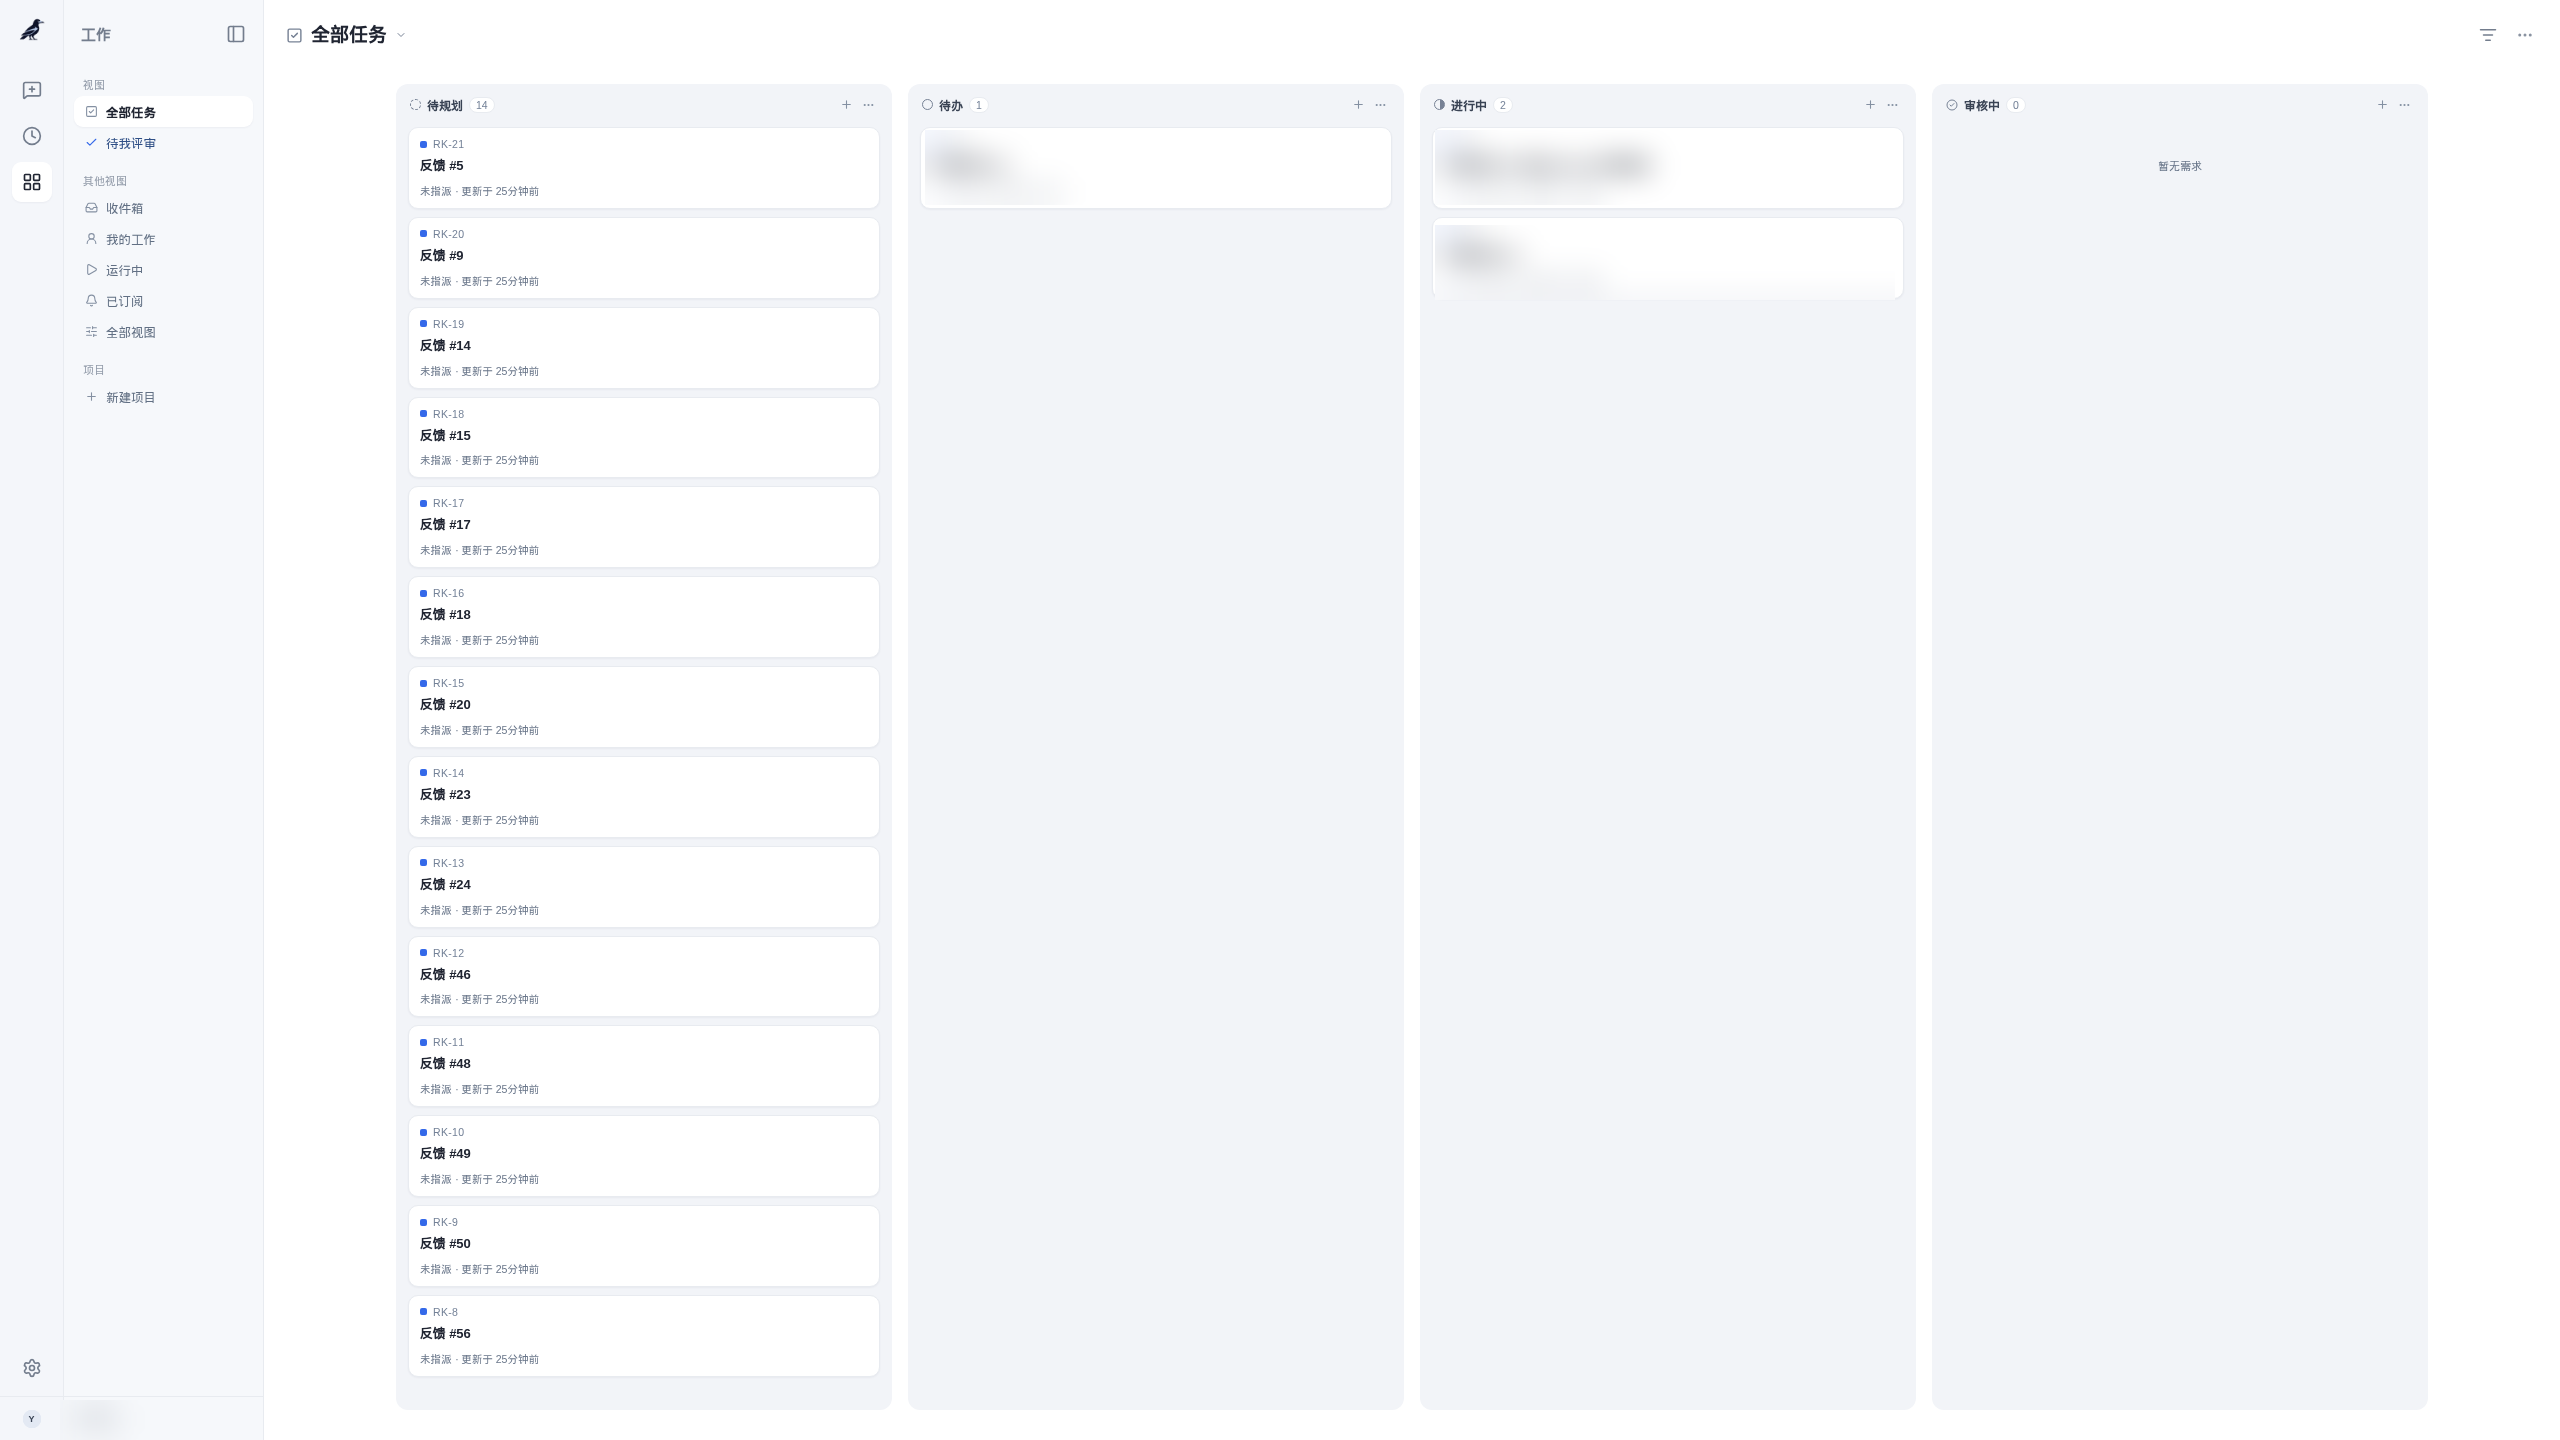 工作
视图
全部任务
待我评审
其他视图
收件箱
我的工作
运行中
已订阅
全部视图
项目
新建项目
Y
全部任务
待规划 14
RK-21
反馈 #5
未指派 · 更新于 25分钟前
RK-20
反馈 #9
未指派 · 更新于 25分钟前
RK-19
反馈 #14
未指派 · 更新于 25分钟前
RK-18
反馈 #15
未指派 · 更新于 25分钟前
RK-17
反馈 #17
未指派 · 更新于 25分钟前
RK-16
反馈 #18
未指派 · 更新于 25分钟前
RK-15
反馈 #20
未指派 · 更新于 25分钟前
RK-14
反馈 #23
未指派 · 更新于 25分钟前
RK-13
反馈 #24
未指派 · 更新于 25分钟前
RK-12
反馈 #46
未指派 · 更新于 25分钟前
RK-11
反馈 #48
未指派 · 更新于 25分钟前
RK-10
反馈 #49
未指派 · 更新于 25分钟前
RK-9
反馈 #50
未指派 · 更新于 25分钟前
RK-8
反馈 #56
未指派 · 更新于 25分钟前
待办 1
进行中 2
审核中 0
暂无需求